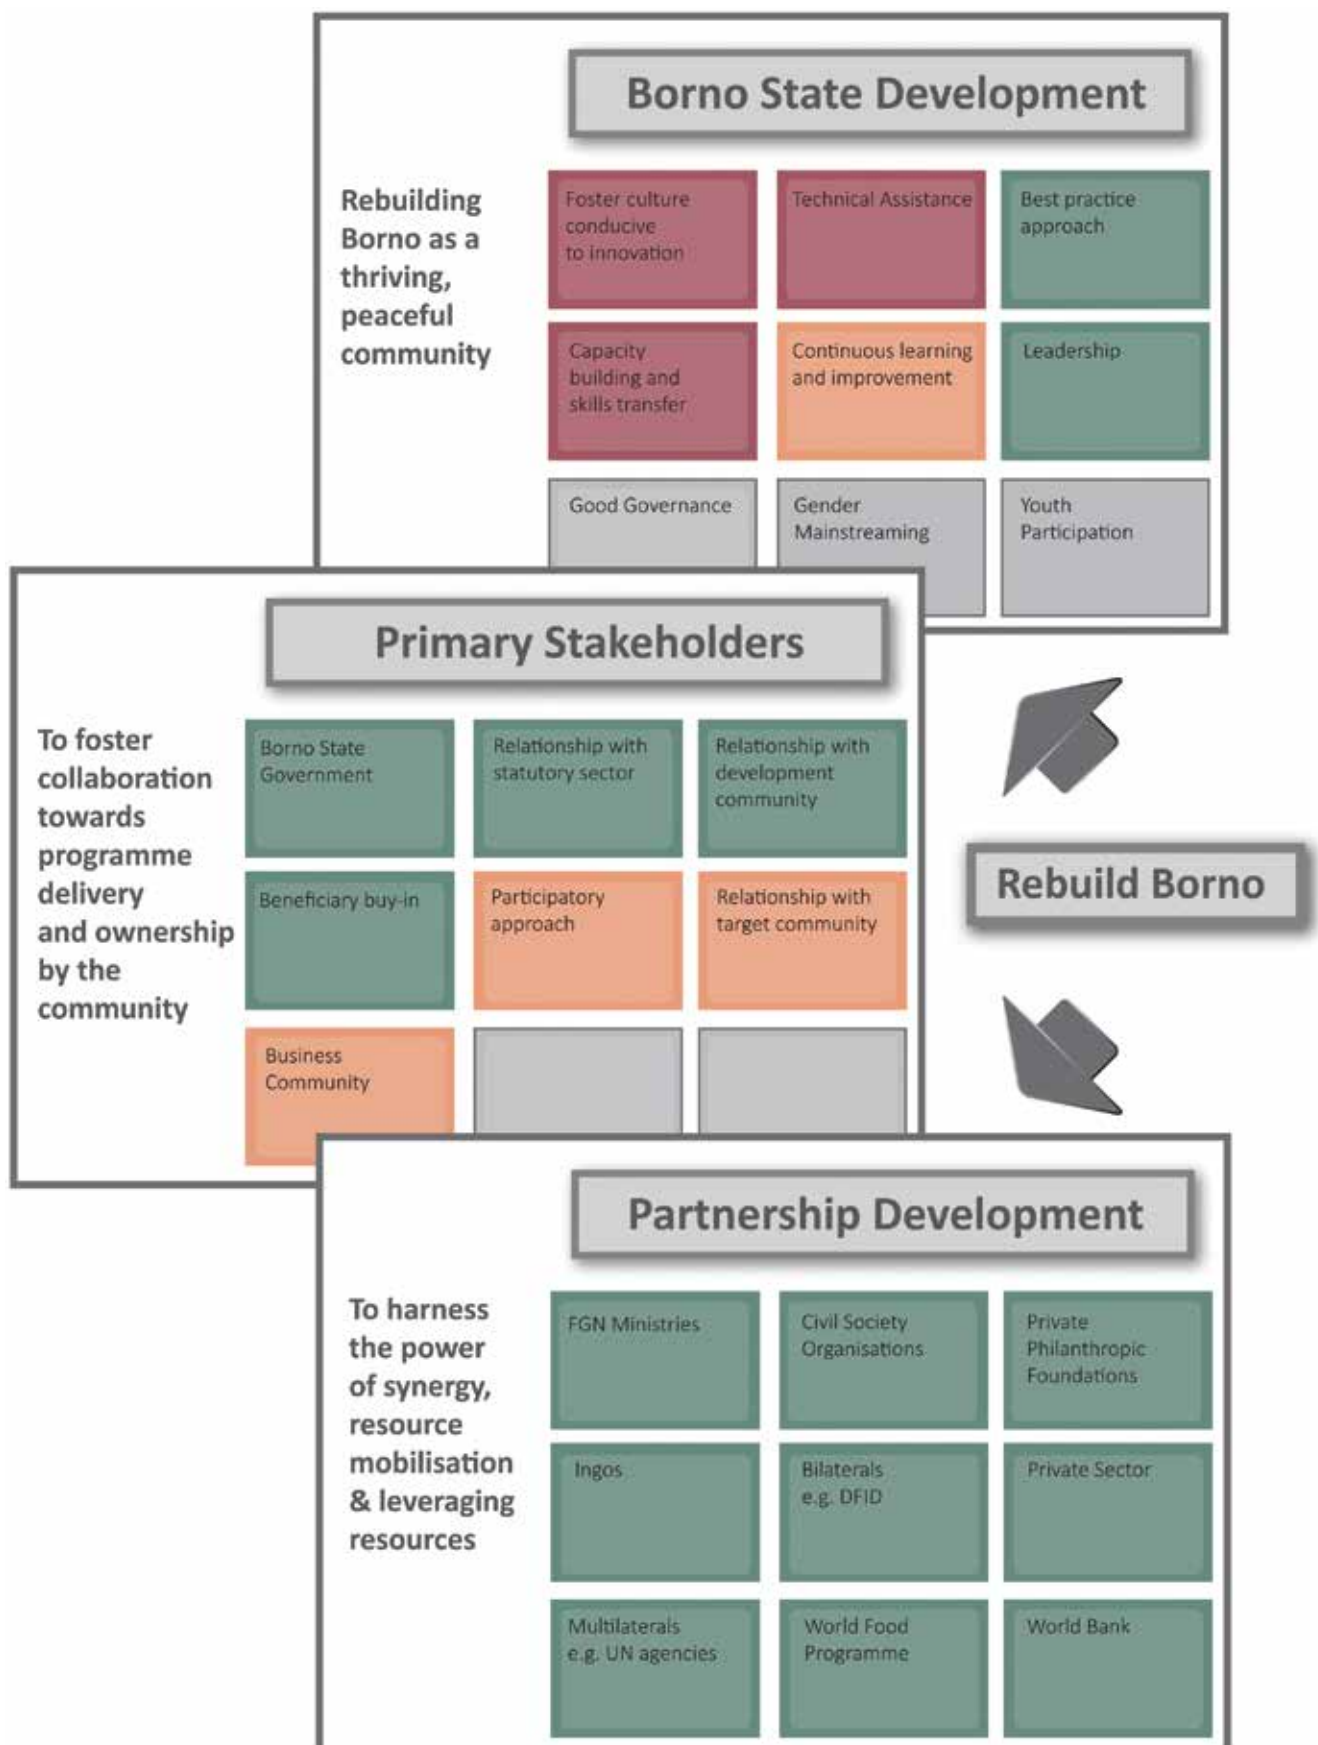 Borno State Development
Rebuilding
Borno as a
thriving,
peaceful
community
Foster culture
conducive
to innovation
Technical Assistance
Best practice
approach
Capacity
building and
skills transfer
Continuous learning
and improvement
Leadership
Good Governance
Gender
Mainstreaming
Youth
Participation
Primary Stakeholders
To foster
collaboration
towards
programme
delivery
and ownership
by the
community
Borno State
Government
Relationship with
statutory sector
Relationship with
development
community
Beneficiary buy-in
Participatory
approach
Relationship with
target community
Business
Community
Rebuild Borno
Partnership Development
To harness
the power
of synergy,
resource
mobilisation
& leveraging
resources
FGN Ministries
Civil Society
Organisations
Private
Philanthropic
Foundations
Ingos
Bilaterals
e.g. DFID
Private Sector
Multilaterals
e.g. UN agencies
World Food
Programme
World Bank